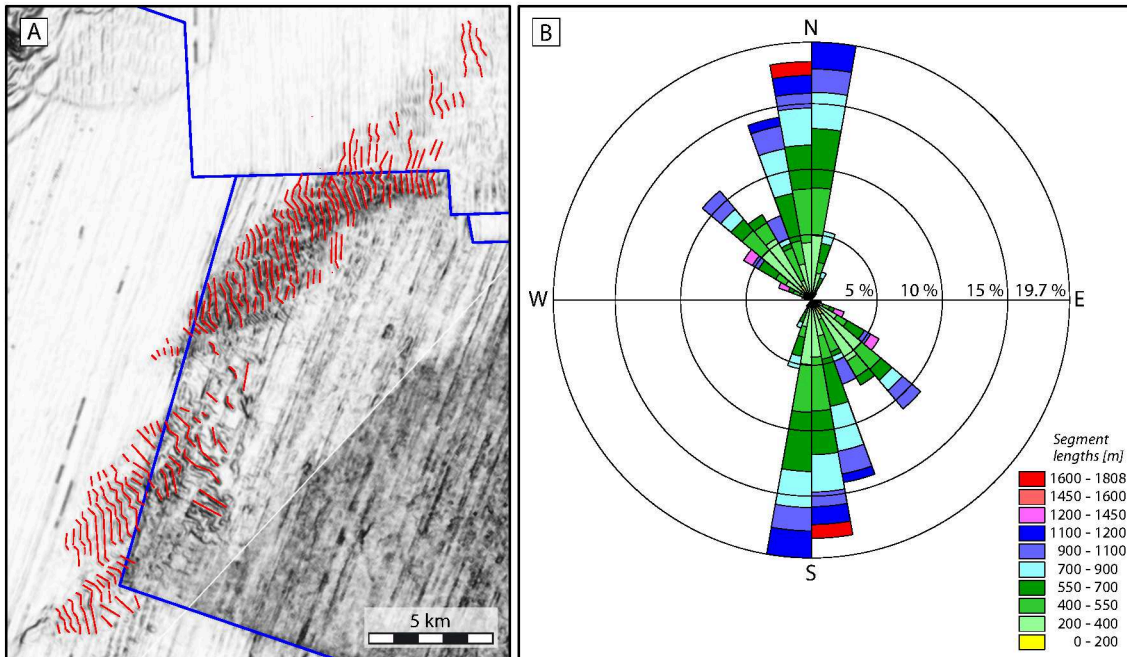 A
5 km
B
N
W
5 %
10 %
15 %
19.7 %
E
S
Segment
lengths [m]
1600 - 1808
1450 - 1600
1200 - 1450
1100 - 1200
900 - 1100
700 - 900
550 - 700
400 - 550
200 - 400
0 - 200